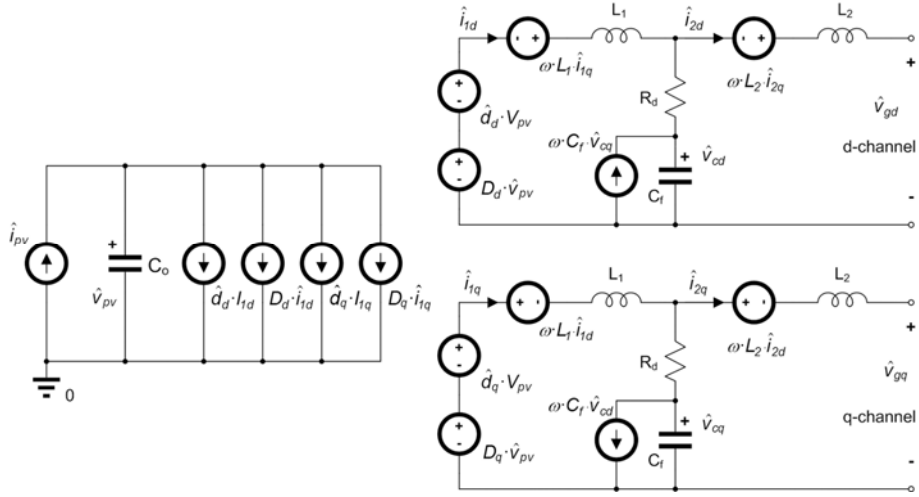 î_pv
+
C_o
v̂_pv
d̂_d·I_1d
D_d·î_1d
d̂_q·I_1q
D_q·î_1q
0
î_1d
L_1
î_2d
L_2
- +
- +
ω·L_1·î_1q
ω·L_2·î_2q
+
+
-
R_d
v̂_gd
d̂_d·V_pv
ω·C_f·v̂_cq
+
v̂_cd
d-channel
+
-
D_d·v̂_pv
C_f
-
î_1q
L_1
î_2q
L_2
+ -
+ -
ω·L_1·î_1d
ω·L_2·î_2d
+
+
-
R_d
v̂_gq
d̂_q·V_pv
ω·C_f·v̂_cd
+
v̂_cq
q-channel
+
-
D_q·v̂_pv
C_f
-